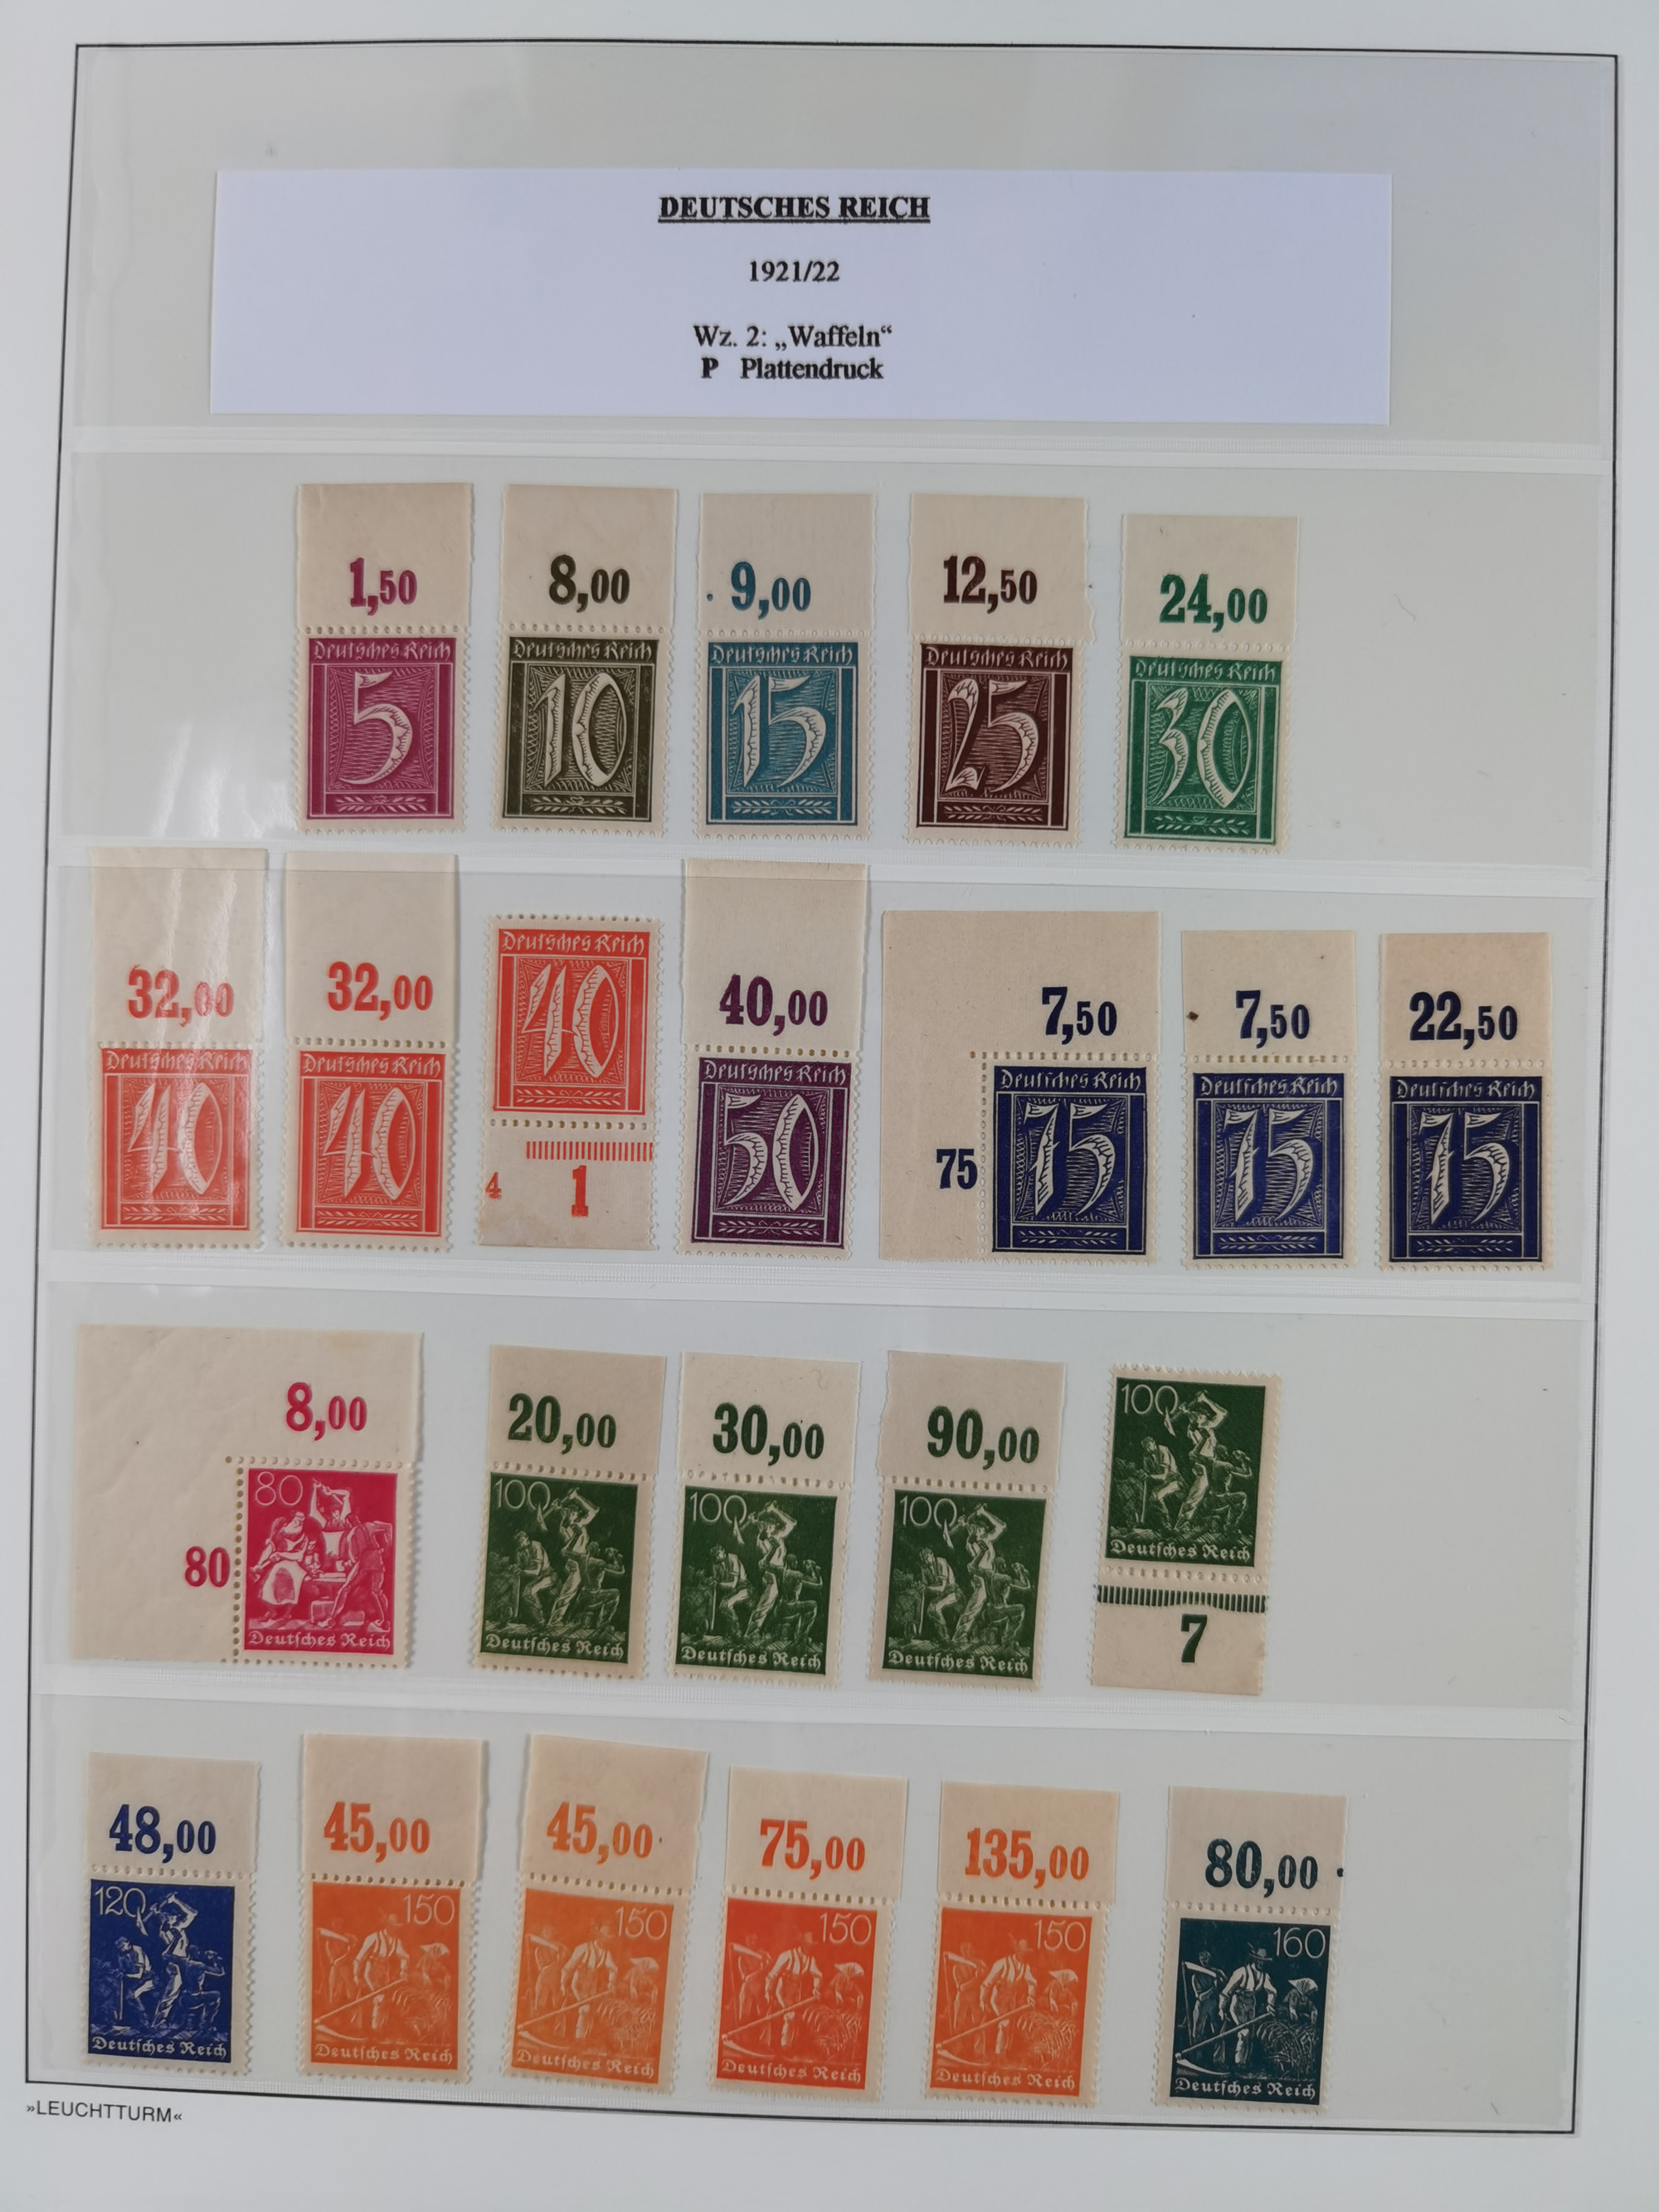 DEUTSCHES REICH
1921/22
Wz. 2: „Waffeln“
P Plattendruck
1,50
8,00
9,00
12,50
24,00
Deutsches Reich
5
Deutsches Reich
10
Deutsches Reich
15
Deutsches Reich
25
Deutsches Reich
30
32,00
Deutsches Reich
40
32,00
Deutsches Reich
40
Deutsches Reich
40
4 1
40,00
Deutsches Reich
50
7,50
75
Deutsches Reich
75
7,50
Deutsches Reich
75
22,50
Deutsches Reich
75
8,00
80
80
Deutsches Reich
20,00
100
Deutsches Reich
30,00
100
Deutsches Reich
90,00
100
Deutsches Reich
100
Deutsches Reich
7
48,00
120
Deutsches Reich
45,00
150
Deutsches Reich
45,00
150
Deutsches Reich
75,00
150
Deutsches Reich
135,00
150
Deutsches Reich
80,00
160
Deutsches Reich
»LEUCHTTURM«